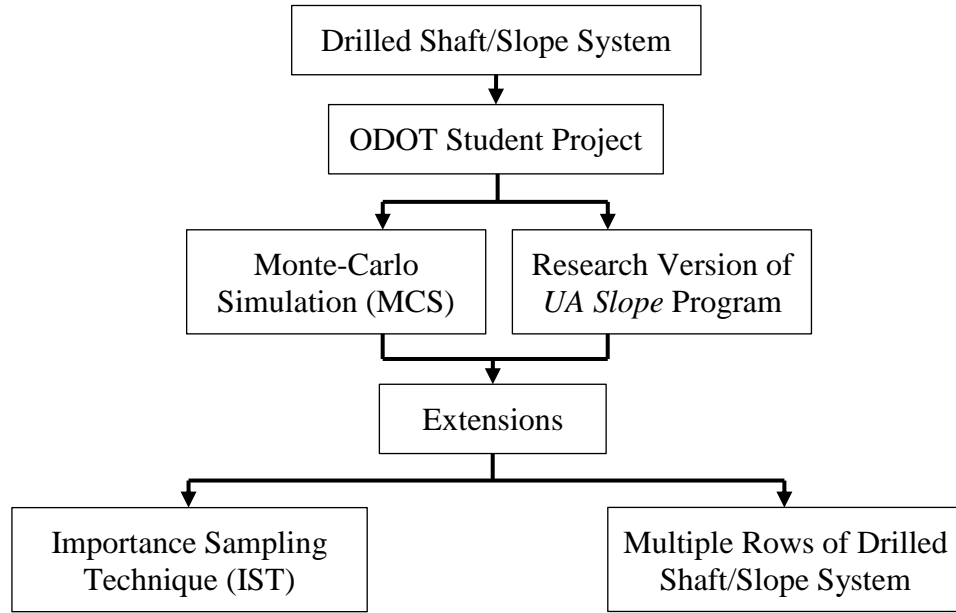 Drilled Shaft/Slope System
ODOT Student Project
Monte-Carlo
Simulation (MCS)
Research Version of
UA Slope Program
Extensions
Importance Sampling
Technique (IST)
Multiple Rows of Drilled
Shaft/Slope System